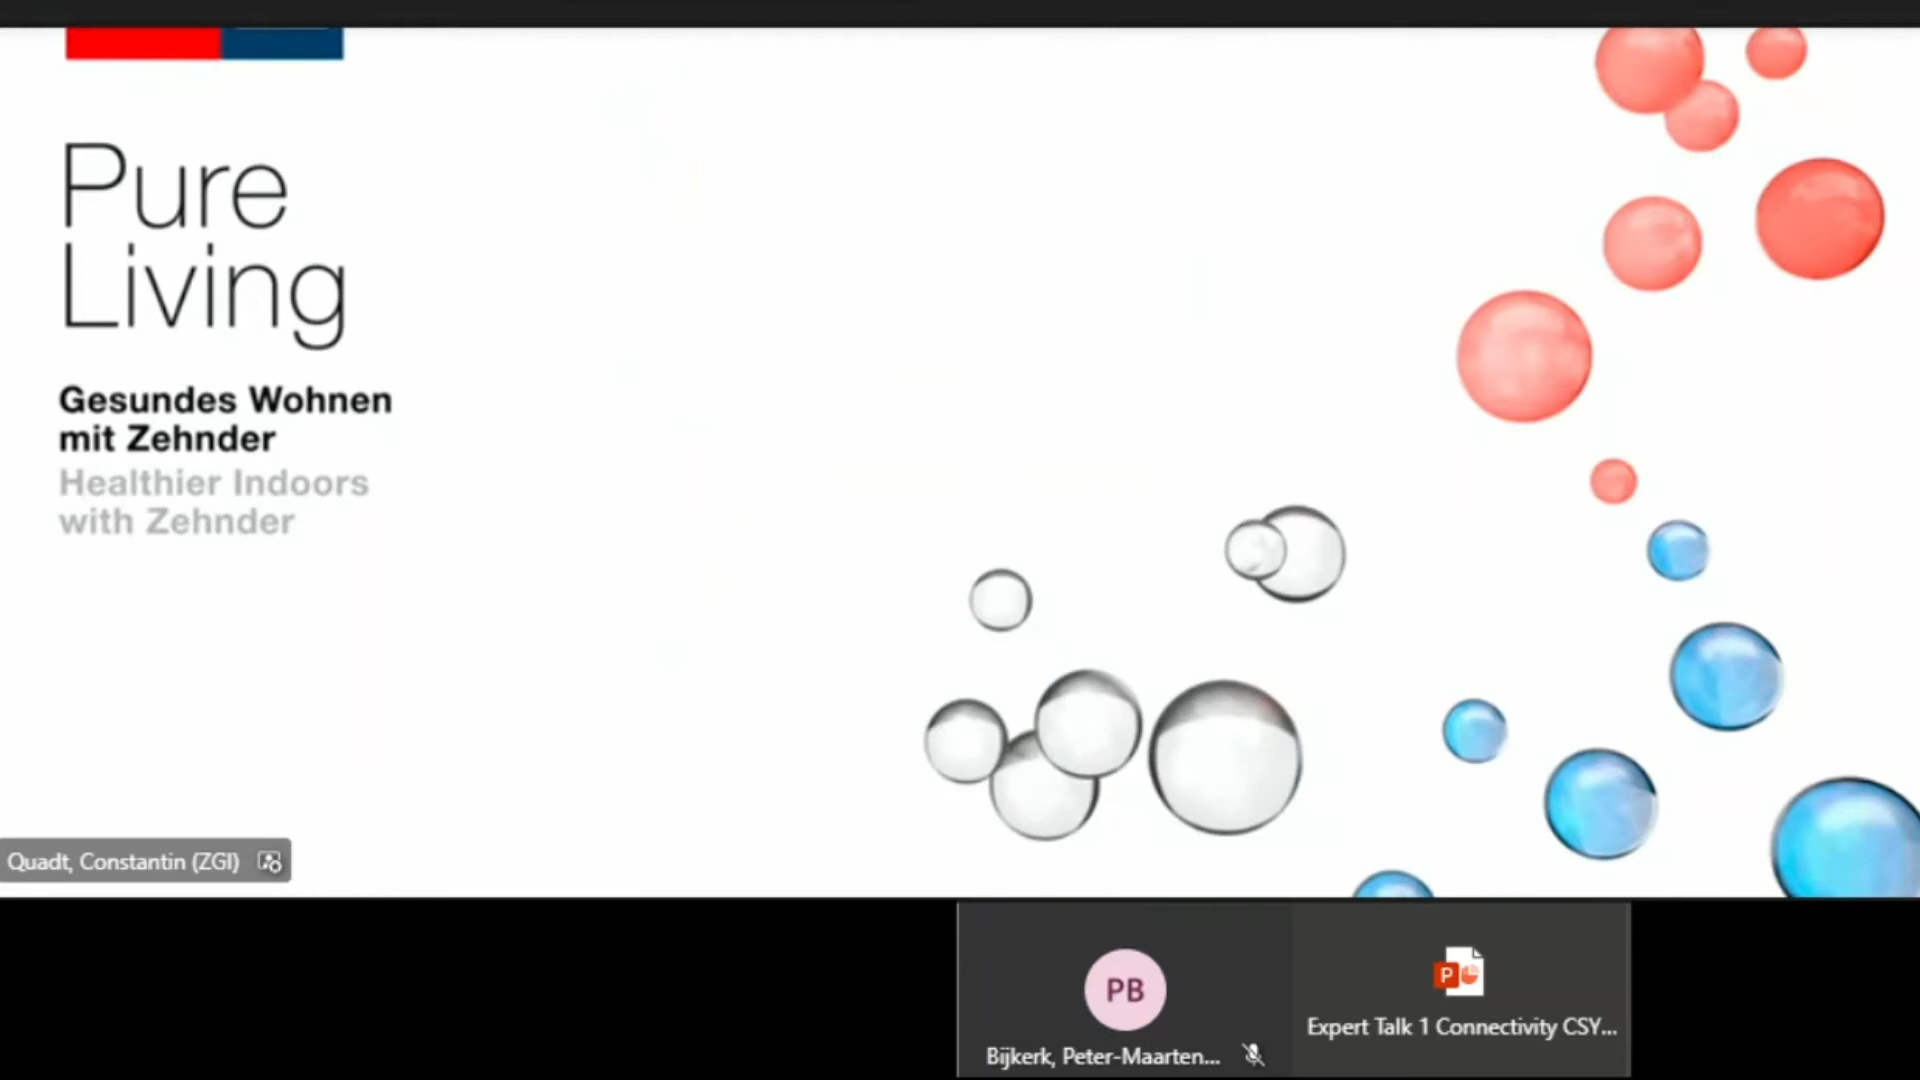 Pure
Living
Gesundes Wohnen
mit Zehnder
Healthier Indoors
with Zehnder
Quadt, Constantin (ZGI)
PB
P
Bijkerk, Peter-Maarten...
Expert Talk 1 Connectivity CSY...